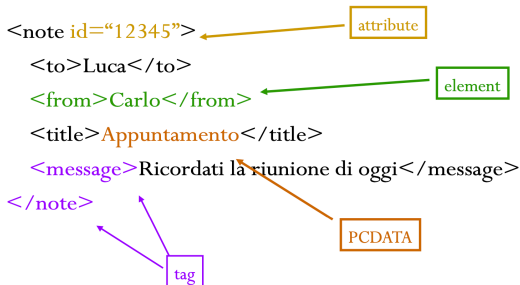 <note id=“12345”>
attribute
<to>Luca</to>
<from>Carlo</from>
element
<title>Appuntamento</title>
<message>Ricordati la riunione di oggi</message>
</note>
PCDATA
tag